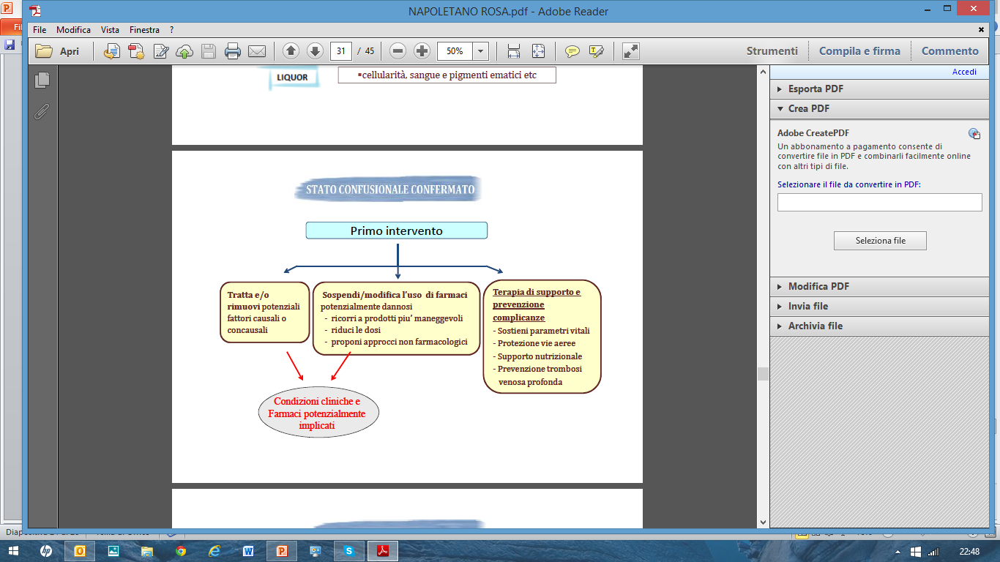 NAPOLETANO ROSA.pdf - Adobe Reader
File Modifica Vista Finestra ?
Apri
31 / 45
50%
Strumenti Compila e firma Commento
Accedi
Esporta PDF
Crea PDF
Adobe CreatePDF
Un abbonamento a pagamento consente di
convertire file in PDF e combinarli facilmente online
con altri tipi di file.
Selezionare il file da convertire in PDF:
Seleziona file
Modifica PDF
Invia file
Archivia file
LIQUOR
▪cellularità, sangue e pigmenti ematici etc
STATO CONFUSIONALE CONFERMATO
Primo intervento
Tratta e/o
rimuovi potenziali
fattori causali o
concausali
Sospendi/modifica l'uso di farmaci
potenzialmente dannosi
- ricorri a prodotti piu' maneggevoli
- riduci le dosi
- proponi approcci non farmacologici
Terapia di supporto e
prevenzione
complicanze
- Sostieni parametri vitali
- Protezione vie aeree
- Supporto nutrizionale
- Prevenzione trombosi
venosa profonda
Condizioni cliniche e
Farmaci potenzialmente
implicati
22:48